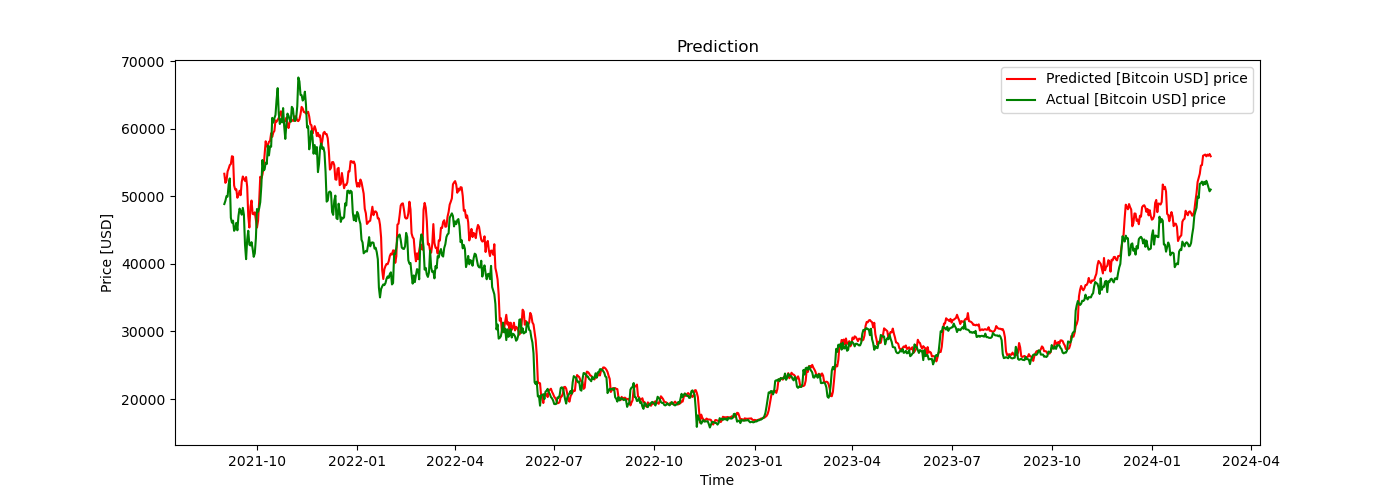 Prediction
Predicted [Bitcoin USD] price
Actual [Bitcoin USD] price
Price [USD]
70000
60000
50000
40000
30000
20000
2021-10 2022-01 2022-04 2022-07 2022-10 2023-01 2023-04 2023-07 2023-10 2024-01 2024-04
Time